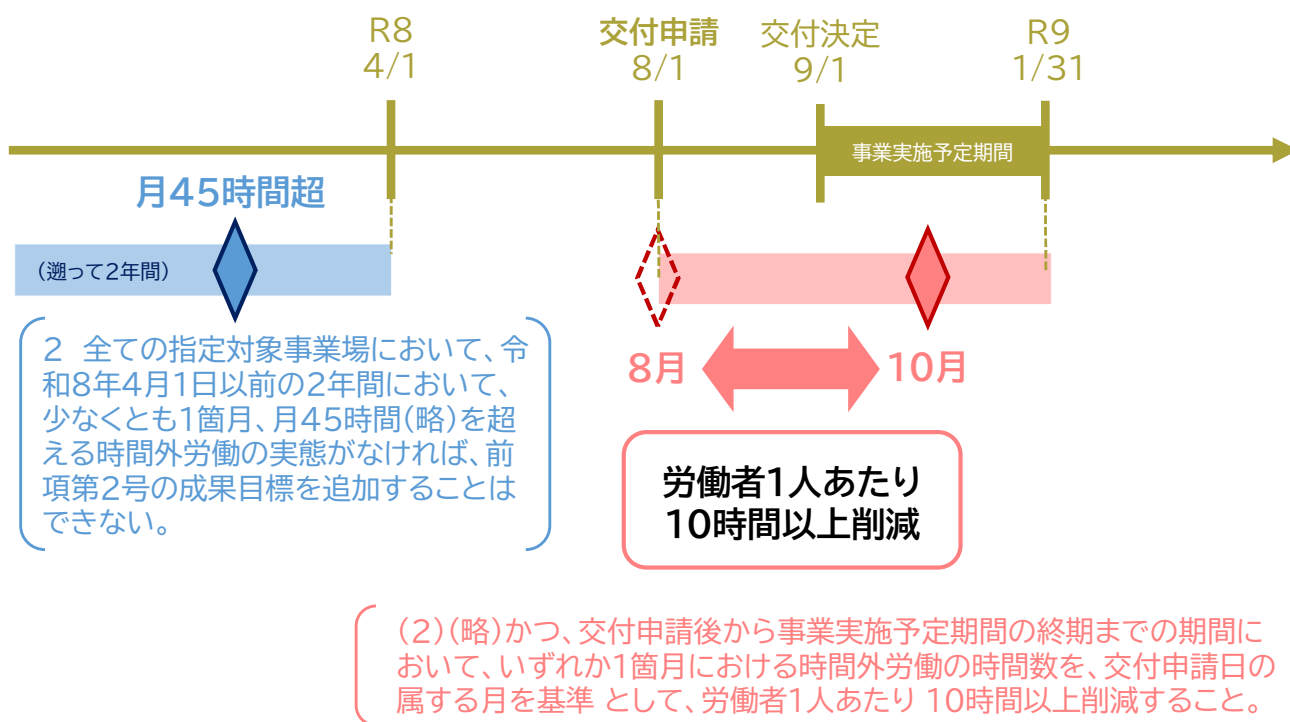 R8
4/1
交付申請
8/1
交付決定
9/1
R9
1/31
事業実施予定期間
月45時間超
(遡って2年間)
2 全ての指定対象事業場において、令
和8年4月1日以前の2年間において、
少なくとも1箇月、月45時間(略)を超
える時間外労働の実態がなければ、前
項第2号の成果目標を追加することは
できない。
8月
10月
労働者1人あたり
10時間以上削減
(2)(略)かつ、交付申請後から事業実施予定期間の終期までの期間に
おいて、いずれか1箇月における時間外労働の時間数を、交付申請日の
属する月を基準 として、労働者1人あたり 10時間以上削減すること。